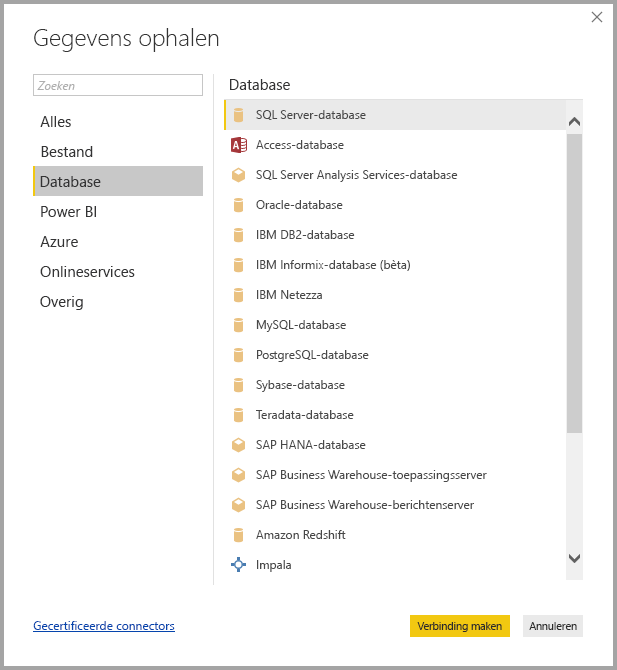 Gegevens ophalen
Zoeken
Alles
Bestand
Database
Power BI
Azure
Onlineservices
Overig
Database
SQL Server-database
Access-database
SQL Server Analysis Services-database
Oracle-database
IBM DB2-database
IBM Informix-database (bèta)
IBM Netezza
MySQL-database
PostgreSQL-database
Sybase-database
Teradata-database
SAP HANA-database
SAP Business Warehouse-toepassingsserver
SAP Business Warehouse-berichtenserver
Amazon Redshift
Impala
Gecertificeerde connectors
Verbinding maken
Annuleren